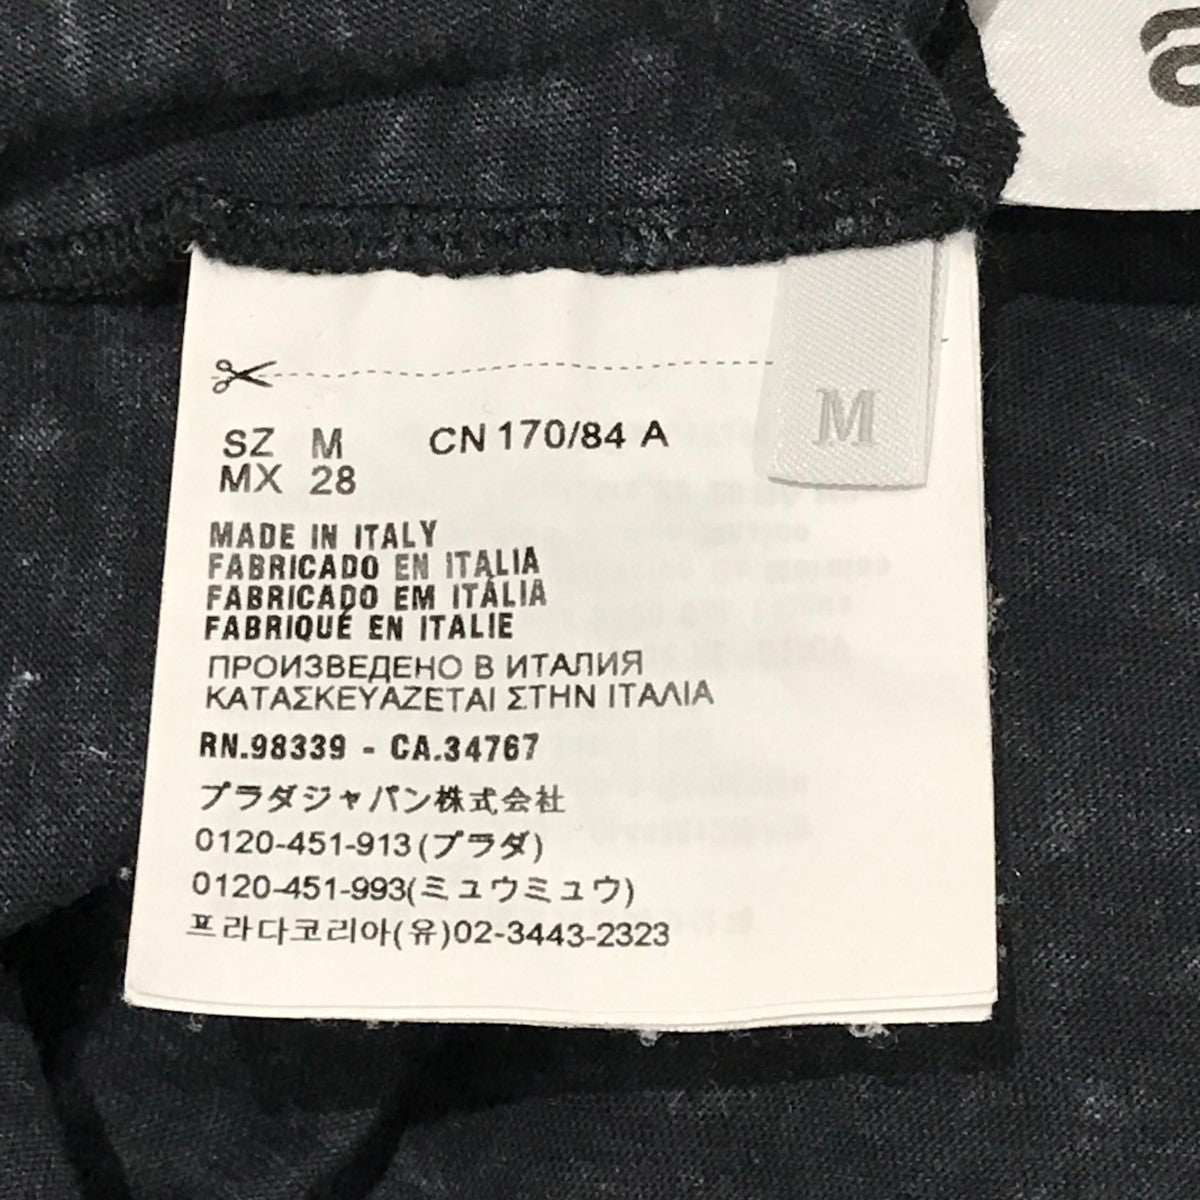 a
M
SZ M CN 170/84 A
MX 28
MADE IN ITALY
FABRICADO EN ITALIA
FABRICADO EM ITÁLIA
FABRIQUÉ EN ITALIE
ПРОИЗВЕДЕНО В ИТАЛИЯ
ΚΑΤΑΣΚΕΥΑΖΕΤΑΙ ΣΤΗΝ ΙΤΑΛΙΑ
RN.98339 - CA.34767
プラダジャパン株式会社
0120-451-913(プラダ)
0120-451-993(ミュウミュウ)
프라다코리아(유)02-3443-2323